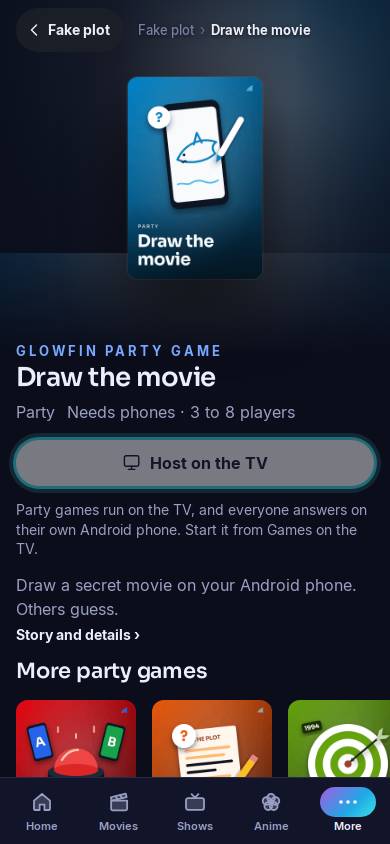 Fake plot
Fake plot › Draw the movie
?
PARTY
Draw the
movie
GLOWFIN PARTY GAME
Draw the movie
Party Needs phones · 3 to 8 players
Host on the TV
Party games run on the TV, and everyone answers on
their own Android phone. Start it from Games on the
TV.
Draw a secret movie on your Android phone.
Others guess.
Story and details ›
More party games
A
B
?
THE PLOT
1994
Home
Movies
Shows
Anime
More